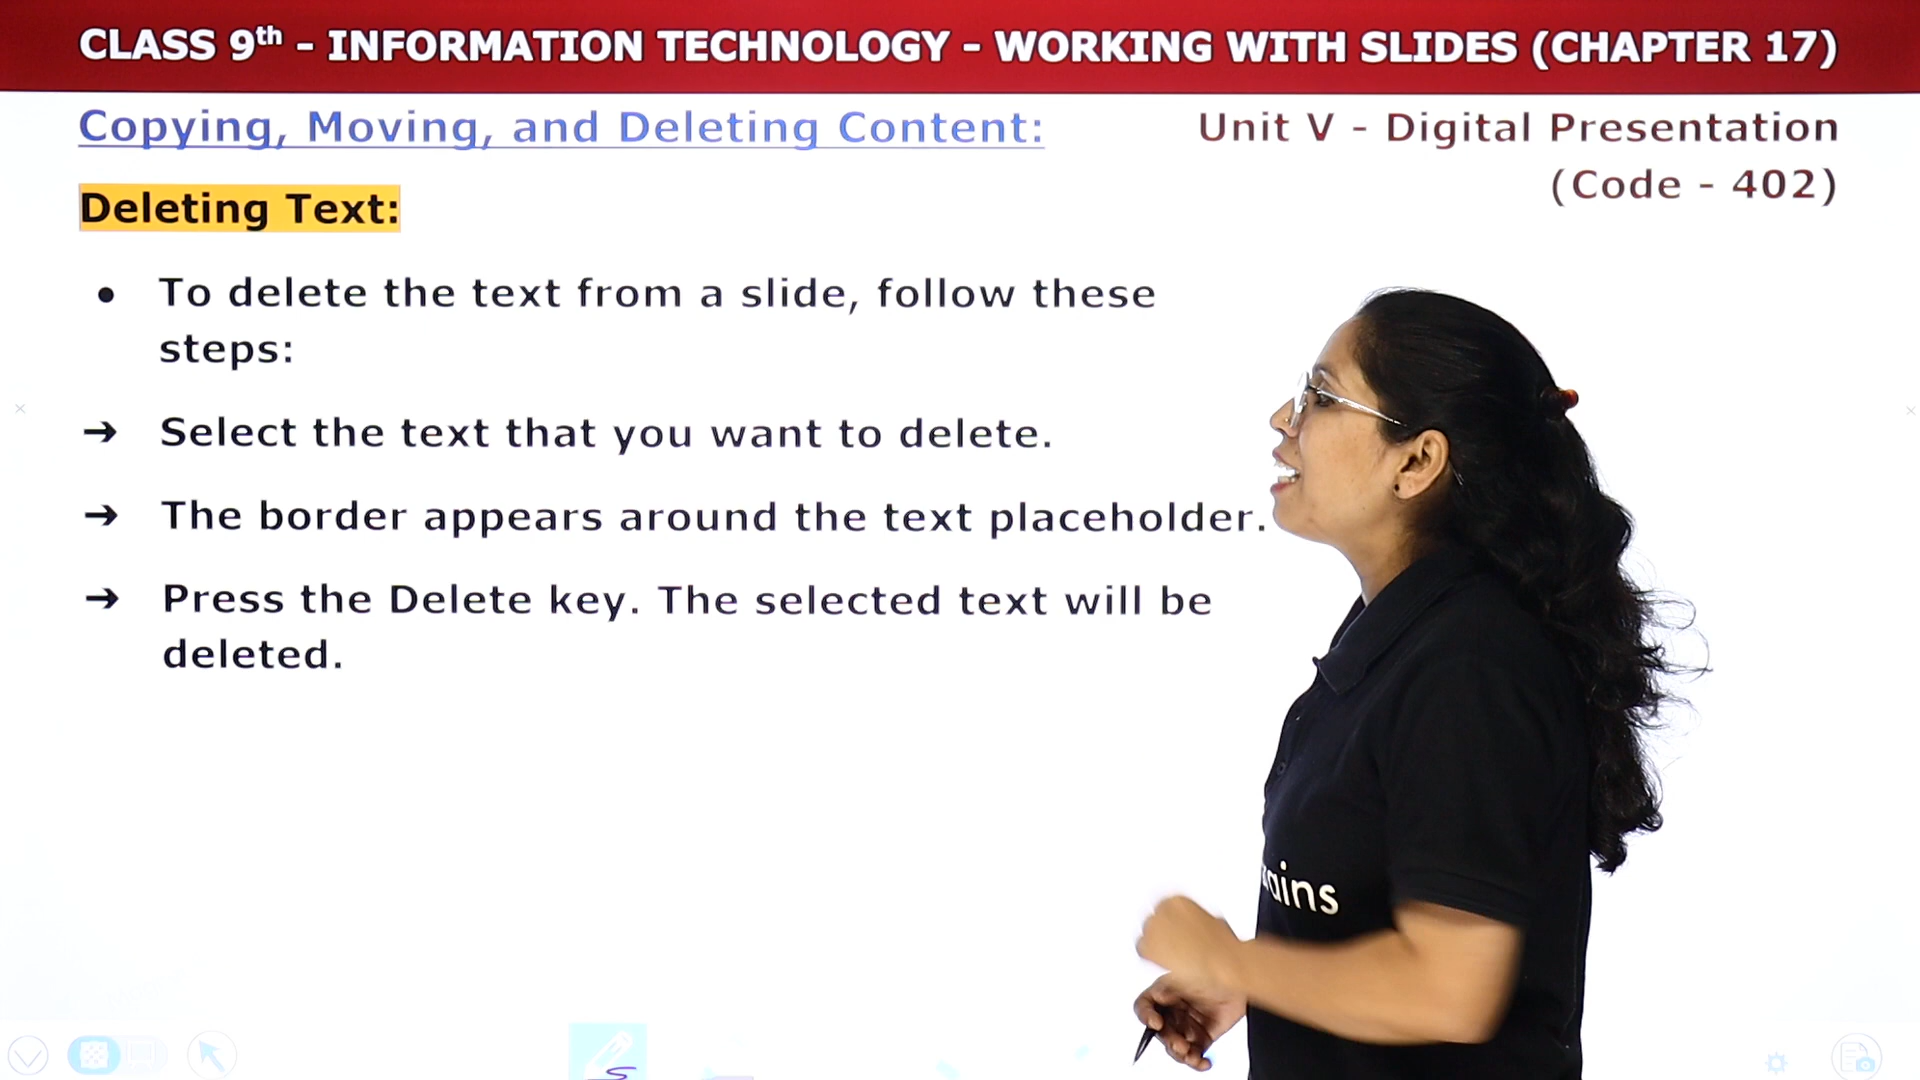 CLASS 9th - INFORMATION TECHNOLOGY - WORKING WITH SLIDES (CHAPTER 17)
Copying, Moving, and Deleting Content:
Unit V - Digital Presentation
(Code - 402)
Deleting Text:
• To delete the text from a slide, follow these
steps:
➔ Select the text that you want to delete.
➔ The border appears around the text placeholder.
➔ Press the Delete key. The selected text will be
deleted.